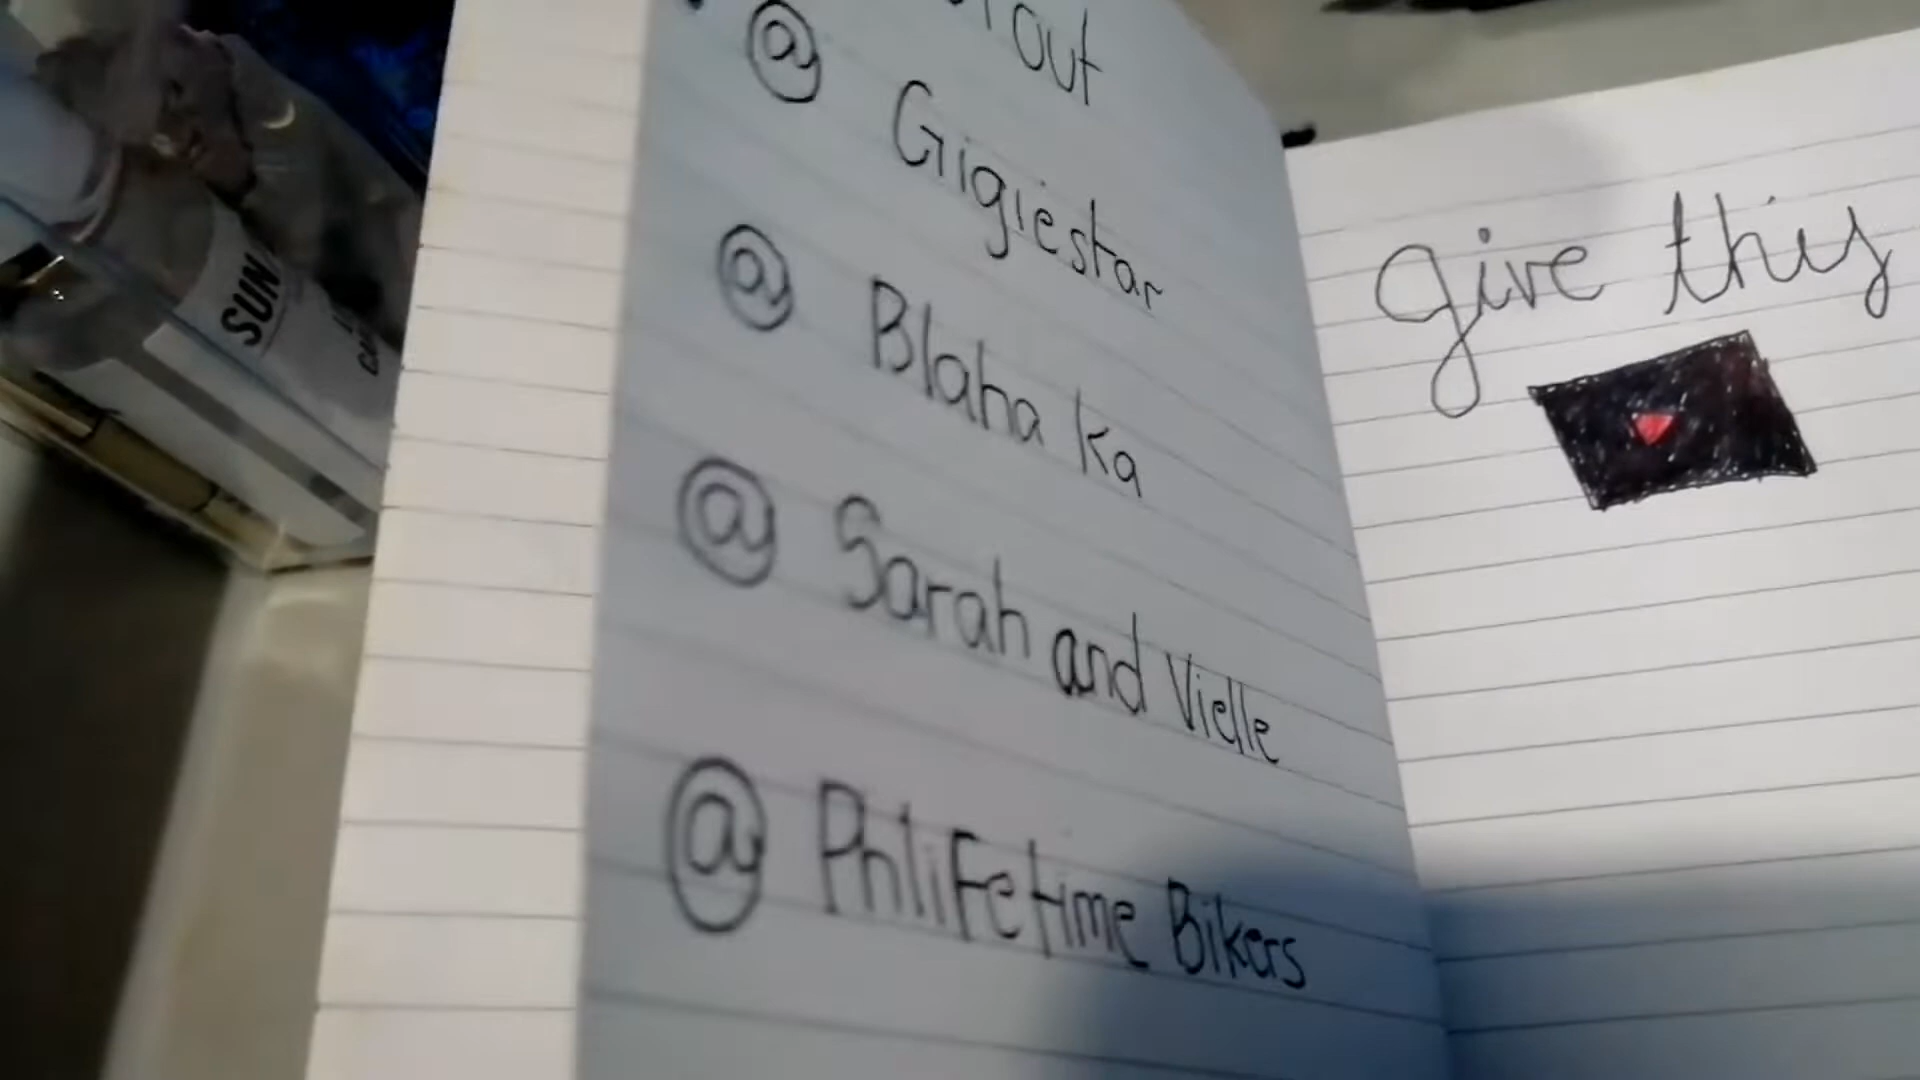 out
@ Gigiestar
@ Blaha Ka
@ Sarah and Vielle
@ Phlifetime Bikers
give this
SUN